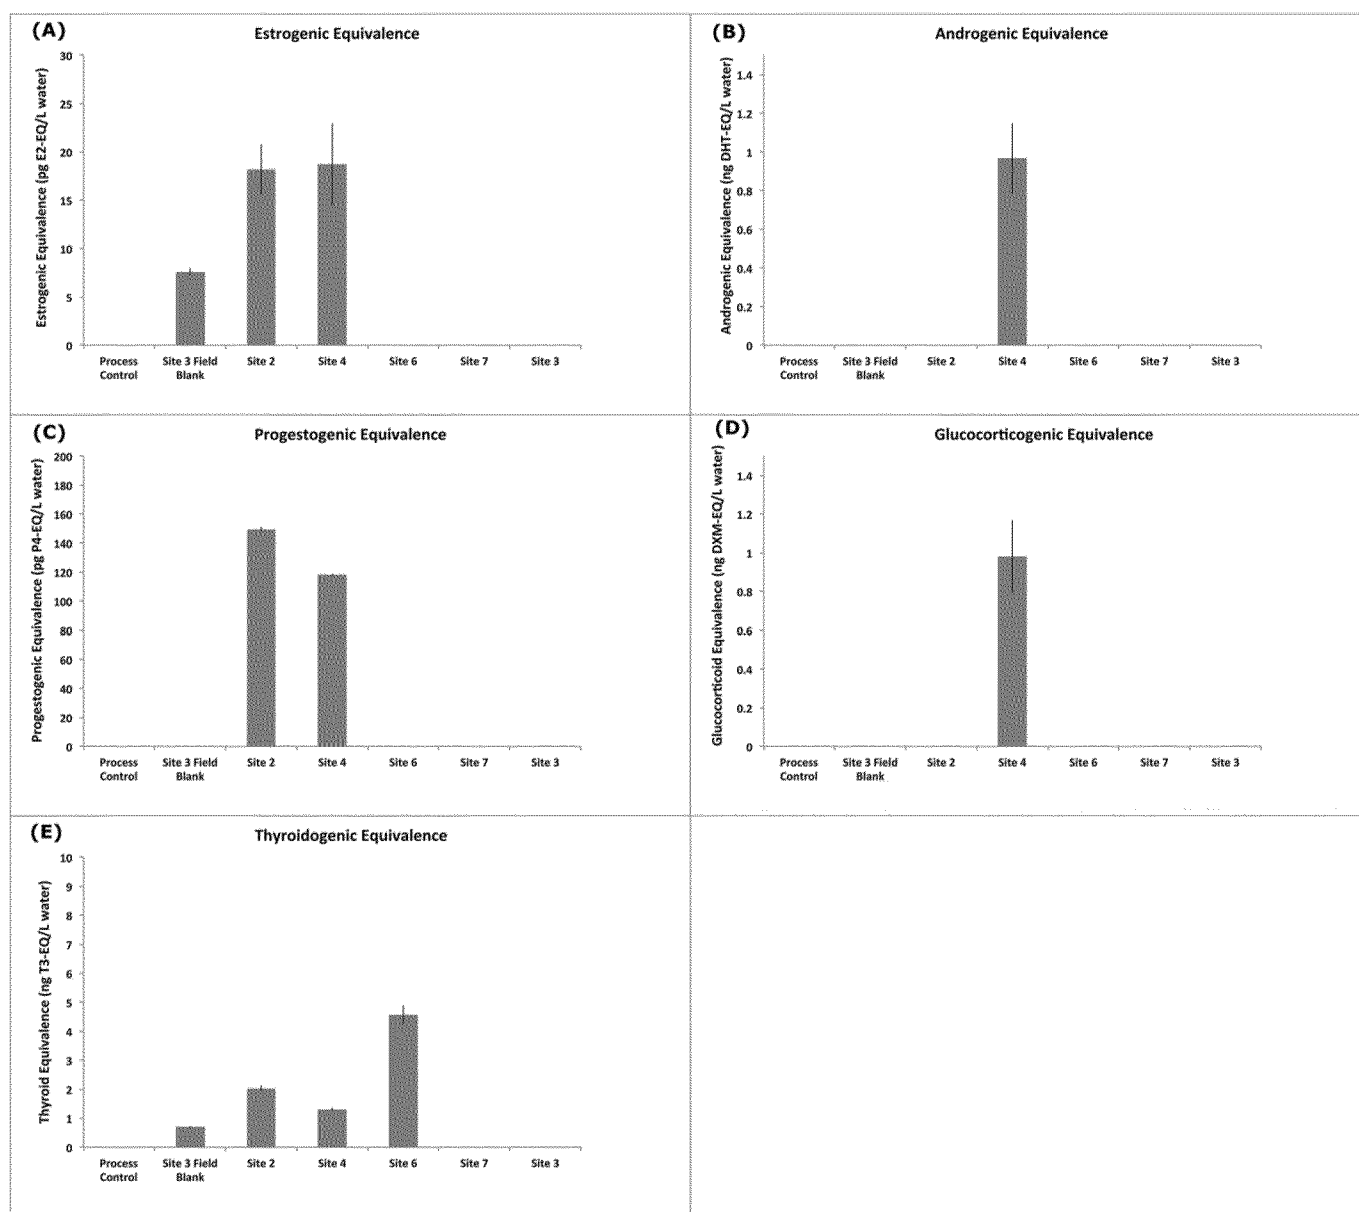 (A)
Estrogenic Equivalence
Estrogenic Equivalence (pg E2-EQ/L water)
30
25
20
15
10
5
0
Process Control
Site 3 Field Blank
Site 2
Site 4
Site 6
Site 7
Site 3
(B)
Androgenic Equivalence
Androgenic Equivalence (ng DHT-EQ/L water)
1.4
1.2
1
0.8
0.6
0.4
0.2
0
Process Control
Site 3 Field Blank
Site 2
Site 4
Site 6
Site 7
Site 3
(C)
Progestogenic Equivalence
Progestogenic Equivalence (pg P4-EQ/L water)
200
180
160
140
120
100
80
60
40
20
0
Process Control
Site 3 Field Blank
Site 2
Site 4
Site 6
Site 7
Site 3
(D)
Glucocorticogenic Equivalence
Glucocorticoid Equivalence (ng DXM-EQ/L water)
1.4
1.2
1
0.8
0.6
0.4
0.2
0
Process Control
Site 3 Field Blank
Site 2
Site 4
Site 6
Site 7
Site 3
(E)
Thyroidogenic Equivalence
Thyroid Equivalence (ng T3-EQ/L water)
10
9
8
7
6
5
4
3
2
1
0
Process Control
Site 3 Field Blank
Site 2
Site 4
Site 6
Site 7
Site 3